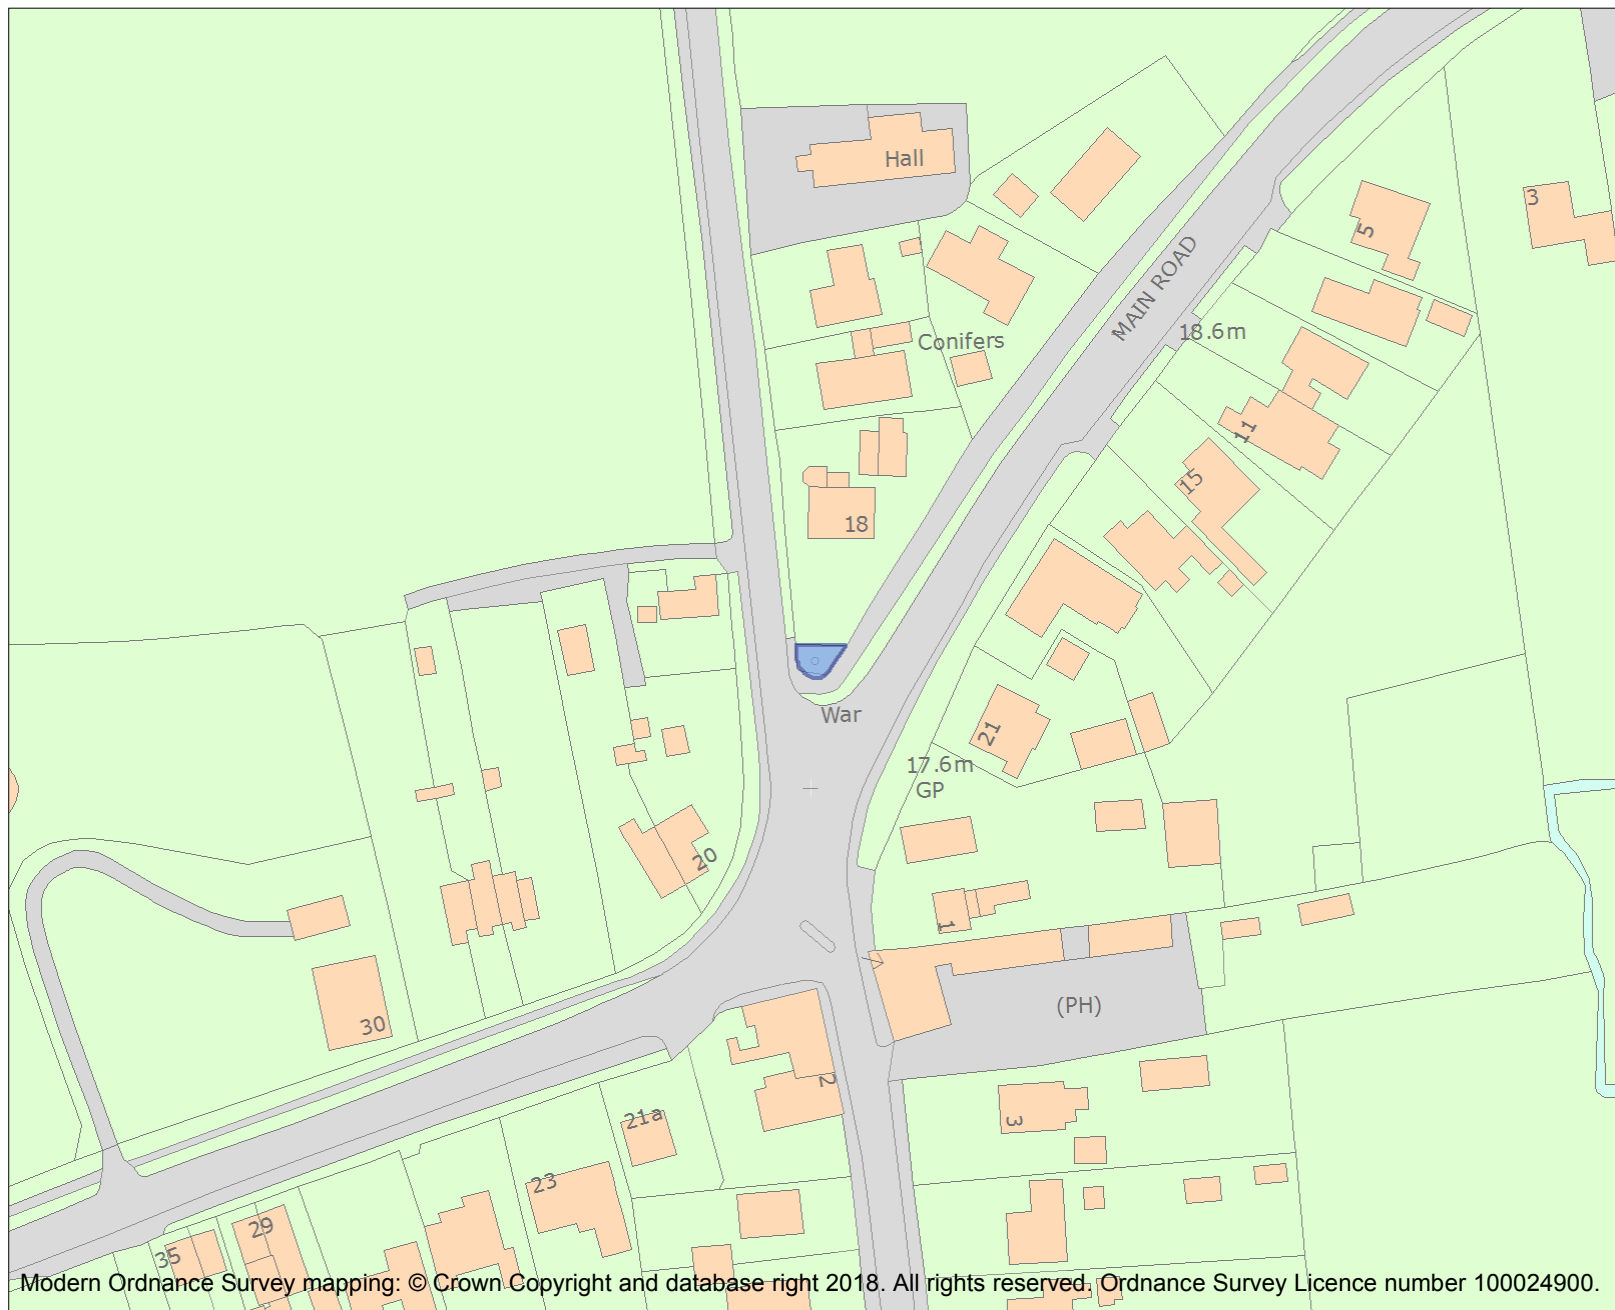 Hall
3
5
MAIN ROAD
18.6m
Conifers
11
15
18
War
21
17.6m
GP
20
1
30
(PH)
2
21a
3
23
29
35
Modern Ordnance Survey mapping: © Crown Copyright and database right 2018. All rights reserved. Ordnance Survey Licence number 100024900.